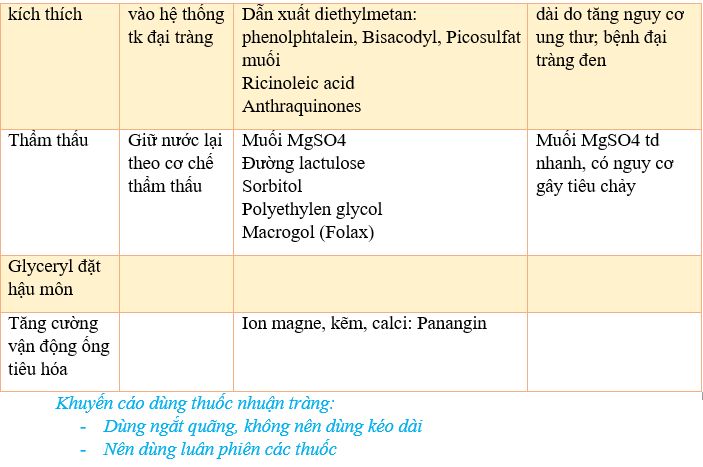 kích thích
vào hệ thống
tk đại tràng
Dẫn xuất diethylmetan:
phenolphtalein, Bisacodyl, Picosulfat
muối
Ricinoleic acid
Anthraquinones
dài do tăng nguy cơ
ung thư; bệnh đại
tràng đen
Thẩm thấu
Giữ nước lại
theo cơ chế
thẩm thấu
Muối MgSO4
Đường lactulose
Sorbitol
Polyethylen glycol
Macrogol (Folax)
Muối MgSO4 td
nhanh, có nguy cơ
gây tiêu chảy
Glyceryl đặt
hậu môn
Tăng cường
vận động ống
tiêu hóa
Ion magne, kẽm, calci: Panangin
Khuyến cáo dùng thuốc nhuận tràng:
- Dùng ngắt quãng, không nên dùng kéo dài
- Nên dùng luân phiên các thuốc